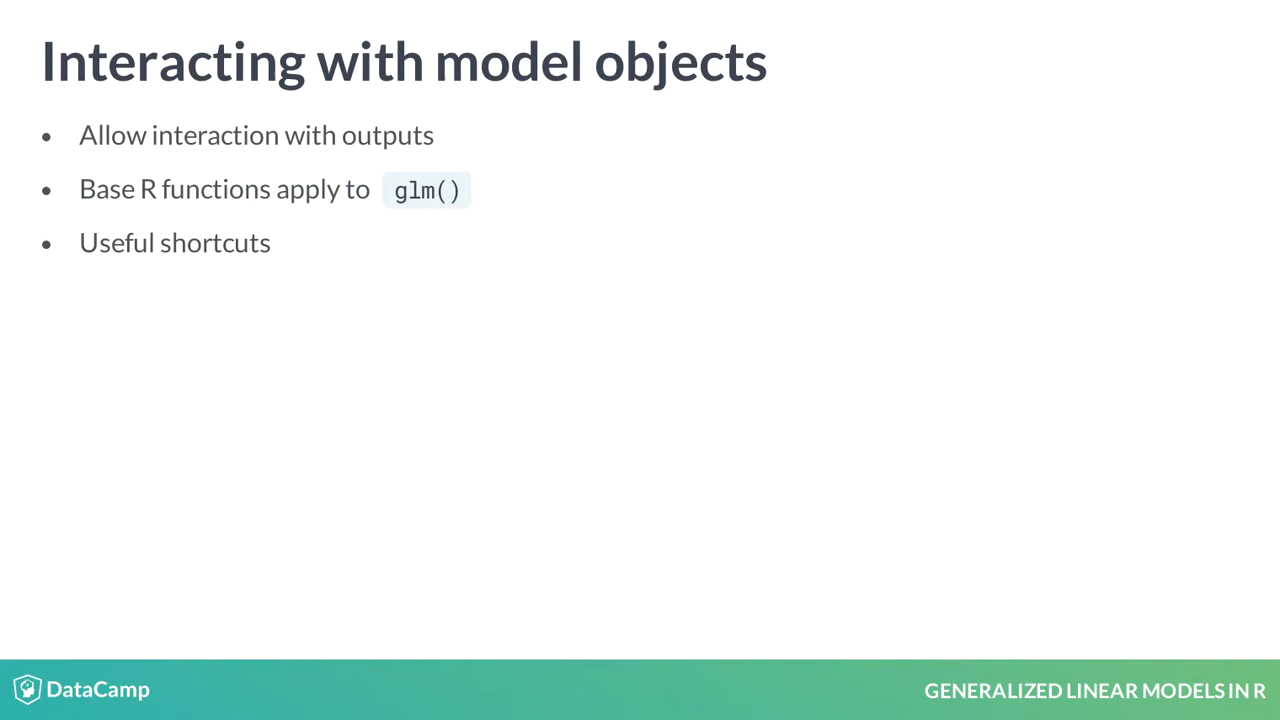 Interacting with model objects
• Allow interaction with outputs
• Base R functions apply to glm()
• Useful shortcuts
DataCamp
GENERALIZED LINEAR MODELS IN R